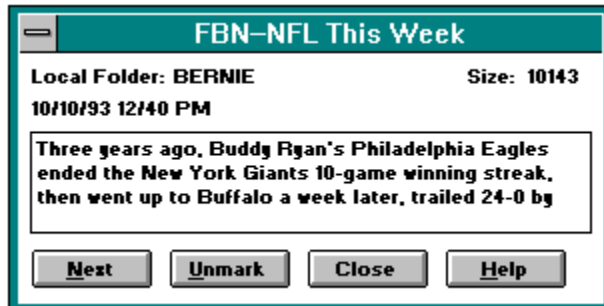 FBN-NFL This Week
Local Folder: BERNIE Size: 10143
10/10/93 12/40 PM
Three years ago, Buddy Ryan's Philadelphia Eagles
ended the New York Giants 10-game winning streak,
then went up to Buffalo a week later, trailed 24-0 by
Next Unmark Close Help